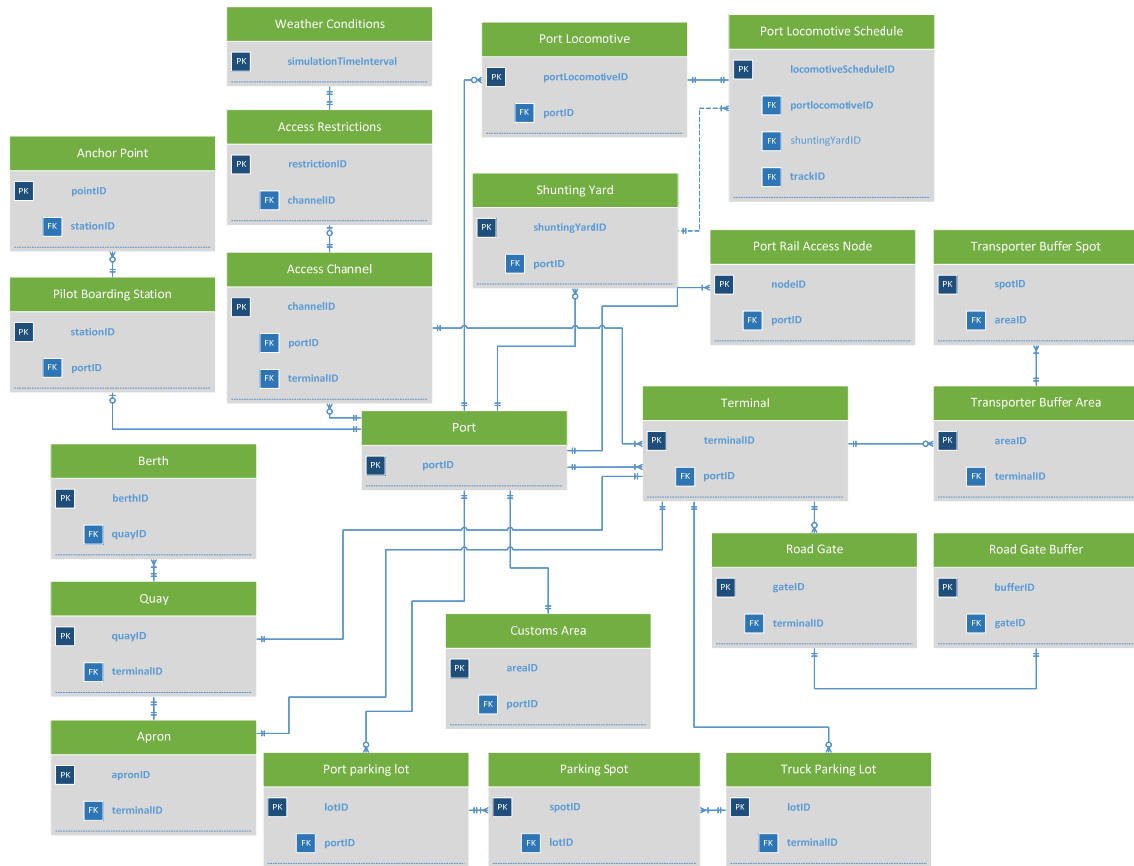 Weather Conditions
PK simulationTimeInterval
Port Locomotive
PK portLocomotiveID
FK portID
Port Locomotive Schedule
PK locomotiveScheduleID
FK portlocomotiveID
FK shuntingYardID
FK trackID
Access Restrictions
PK restrictionID
FK channelID
Anchor Point
PK pointID
FK stationID
Shunting Yard
PK shuntingYardID
FK portID
Port Rail Access Node
PK nodeID
FK portID
Transporter Buffer Spot
PK spotID
FK areaID
Access Channel
PK channelID
FK portID
FK terminalID
Pilot Boarding Station
PK stationID
FK portID
Port
PK portID
Terminal
PK terminalID
FK portID
Transporter Buffer Area
PK areaID
FK terminalID
Berth
PK berthID
FK quayID
Road Gate
PK gateID
FK terminalID
Road Gate Buffer
PK bufferID
FK gateID
Quay
PK quayID
FK terminalID
Customs Area
PK areaID
FK portID
Apron
PK apronID
FK terminalID
Port parking lot
PK lotID
FK portID
Parking Spot
PK spotID
FK lotID
Truck Parking Lot
PK lotID
FK terminalID